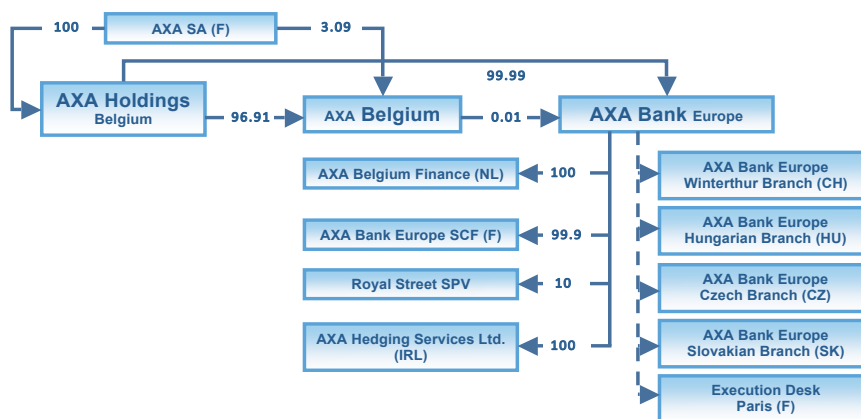 100
AXA SA (F)
3.09
99.99
AXA Holdings
Belgium
96.91
AXA Belgium
0.01
AXA Bank Europe
AXA Belgium Finance (NL)
100
AXA Bank Europe
Winterthur Branch (CH)
AXA Bank Europe SCF (F)
99.9
AXA Bank Europe
Hungarian Branch (HU)
Royal Street SPV
10
AXA Bank Europe
Czech Branch (CZ)
AXA Hedging Services Ltd.
(IRL)
100
AXA Bank Europe
Slovakian Branch (SK)
Execution Desk
Paris (F)